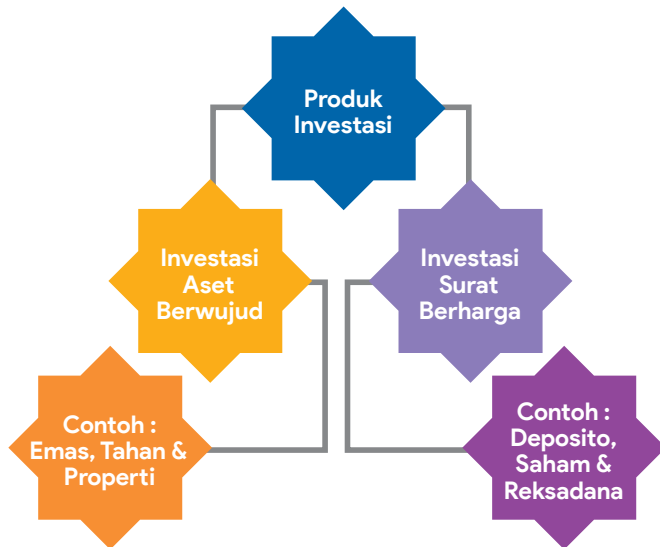 Produk
Investasi
Investasi
Aset
Berwujud
Investasi
Surat
Berharga
Contoh :
Emas, Tahan &
Properti
Contoh :
Deposito,
Saham &
Reksadana